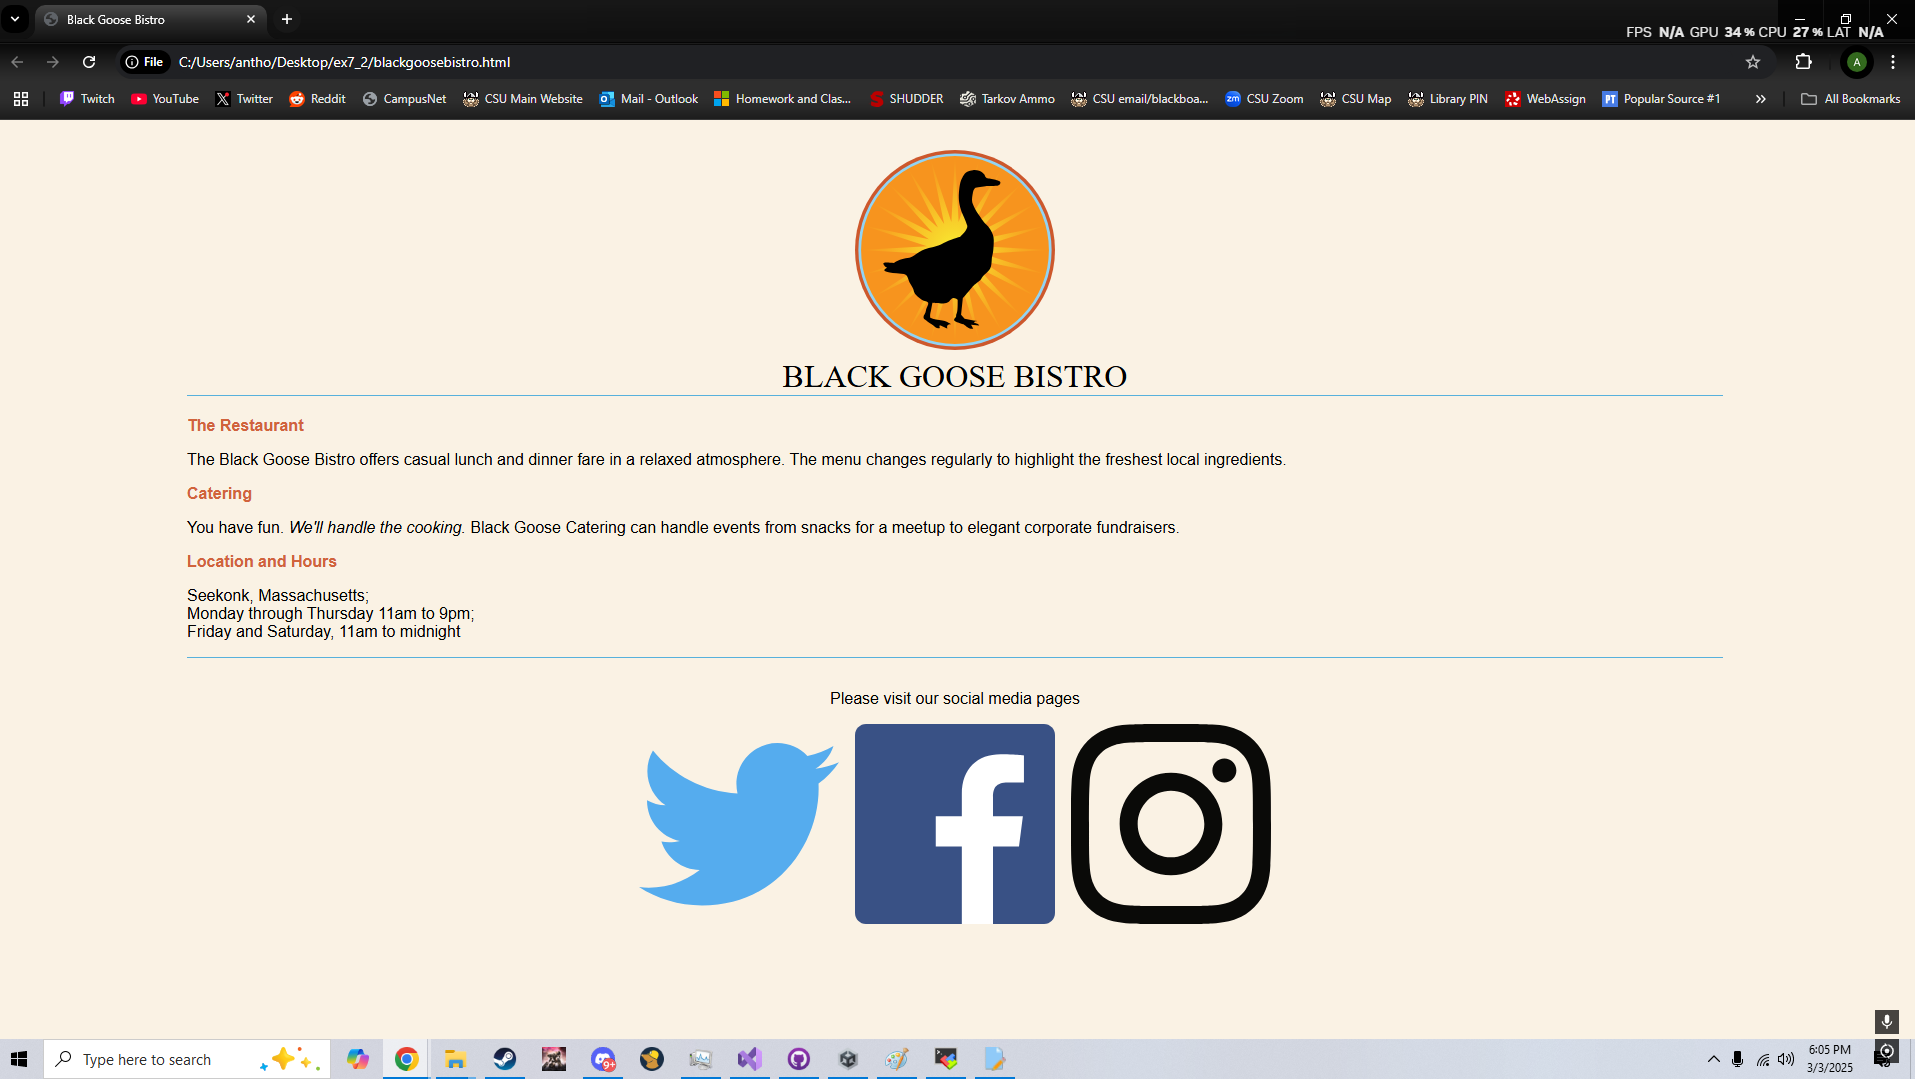 Black Goose Bistro
FPS N/A GPU 34 % CPU 27 % LAT N/A
File C:/Users/antho/Desktop/ex7_2/blackgoosebistro.html
A
Twitch YouTube Twitter Reddit CampusNet CSU Main Website Mail - Outlook Homework and Clas... SHUDDER Tarkov Ammo CSU email/blackboa... zm CSU Zoom CSU Map Library PIN WebAssign PT Popular Source #1 » All Bookmarks
BLACK GOOSE BISTRO
The Restaurant
The Black Goose Bistro offers casual lunch and dinner fare in a relaxed atmosphere. The menu changes regularly to highlight the freshest local ingredients.
Catering
You have fun. We'll handle the cooking. Black Goose Catering can handle events from snacks for a meetup to elegant corporate fundraisers.
Location and Hours
Seekonk, Massachusetts;
Monday through Thursday 11am to 9pm;
Friday and Saturday, 11am to midnight
Please visit our social media pages
Type here to search
9+
6:05 PM
3/3/2025